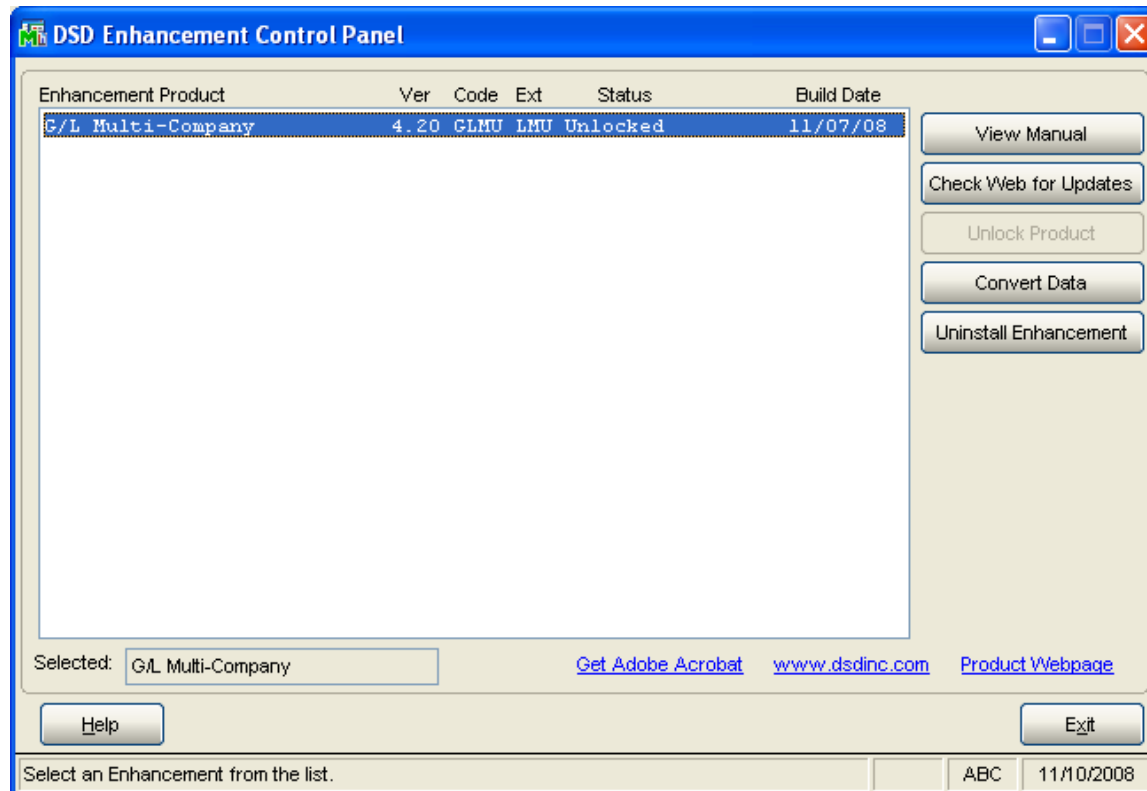 DSD Enhancement Control Panel
Enhancement Product Ver Code Ext Status Build Date
G/L Multi-Company 4.20 GLMU LMU Unlocked 11/07/08
View Manual
Check Web for Updates
Unlock Product
Convert Data
Uninstall Enhancement
Selected: G/L Multi-Company Get Adobe Acrobat www.dsdinc.com Product Webpage
Help Exit
Select an Enhancement from the list. ABC 11/10/2008